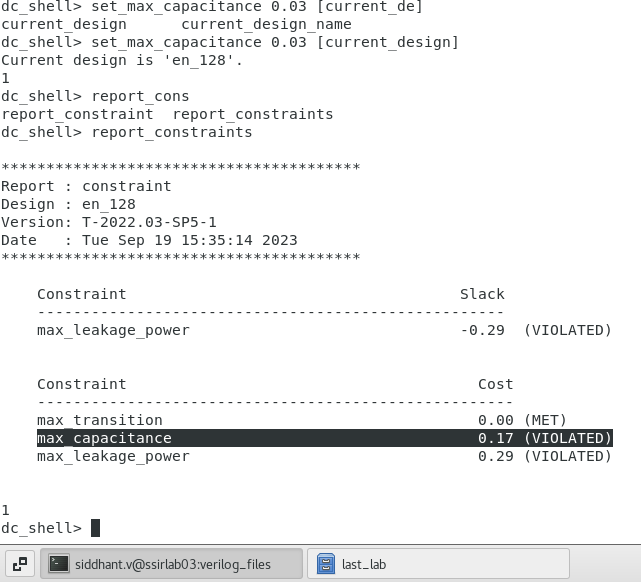 dc_shell> set_max_capacitance 0.03 [current_de]
current_design      current_design_name
dc_shell> set_max_capacitance 0.03 [current_design]
Current design is 'en_128'.
1
dc_shell> report_cons
report_constraint  report_constraints
dc_shell> report_constraints

****************************************
Report : constraint
Design : en_128
Version: T-2022.03-SP5-1
Date   : Tue Sep 19 15:35:14 2023
****************************************

    Constraint                                     Slack
    ----------------------------------------------------
    max_leakage_power                              -0.29  (VIOLATED)

    Constraint                                       Cost
    -----------------------------------------------------
    max_transition                                   0.00 (MET)
    max_capacitance                                  0.17 (VIOLATED)
    max_leakage_power                                0.29 (VIOLATED)

1
dc_shell>
siddhant.v@ssirlab03:verilog_files
last_lab